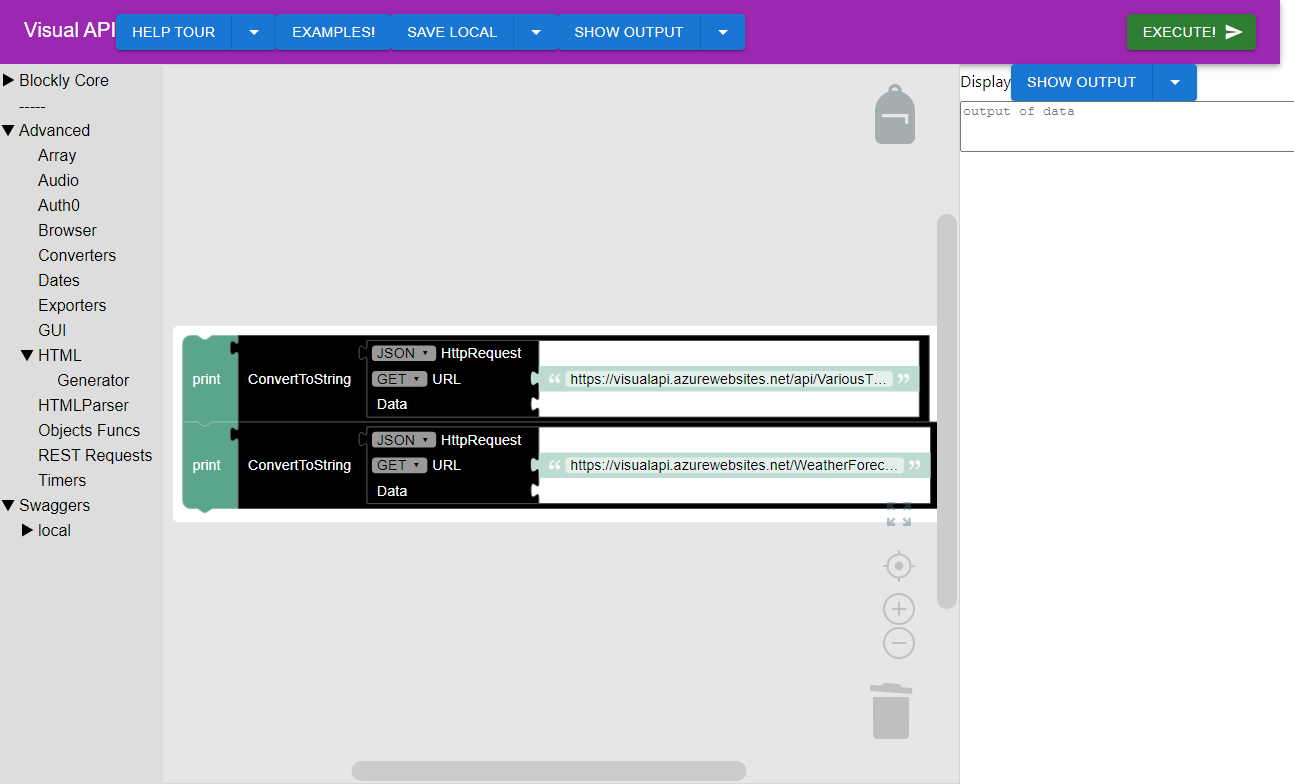 Visual API HELP TOUR EXAMPLES! SAVE LOCAL SHOW OUTPUT EXECUTE!
Blockly Core
-----
Advanced
Array
Audio
Auth0
Browser
Converters
Dates
Exporters
GUI
HTML
Generator
HTMLParser
Objects Funcs
REST Requests
Timers
Swaggers
local
print ConvertToString
JSON HttpRequest
GET URL “ https://visualapi.azurewebsites.net/api/VariousT... ”
Data
print ConvertToString
JSON HttpRequest
GET URL “ https://visualapi.azurewebsites.net/WeatherForec... ”
Data
Display SHOW OUTPUT
output of data